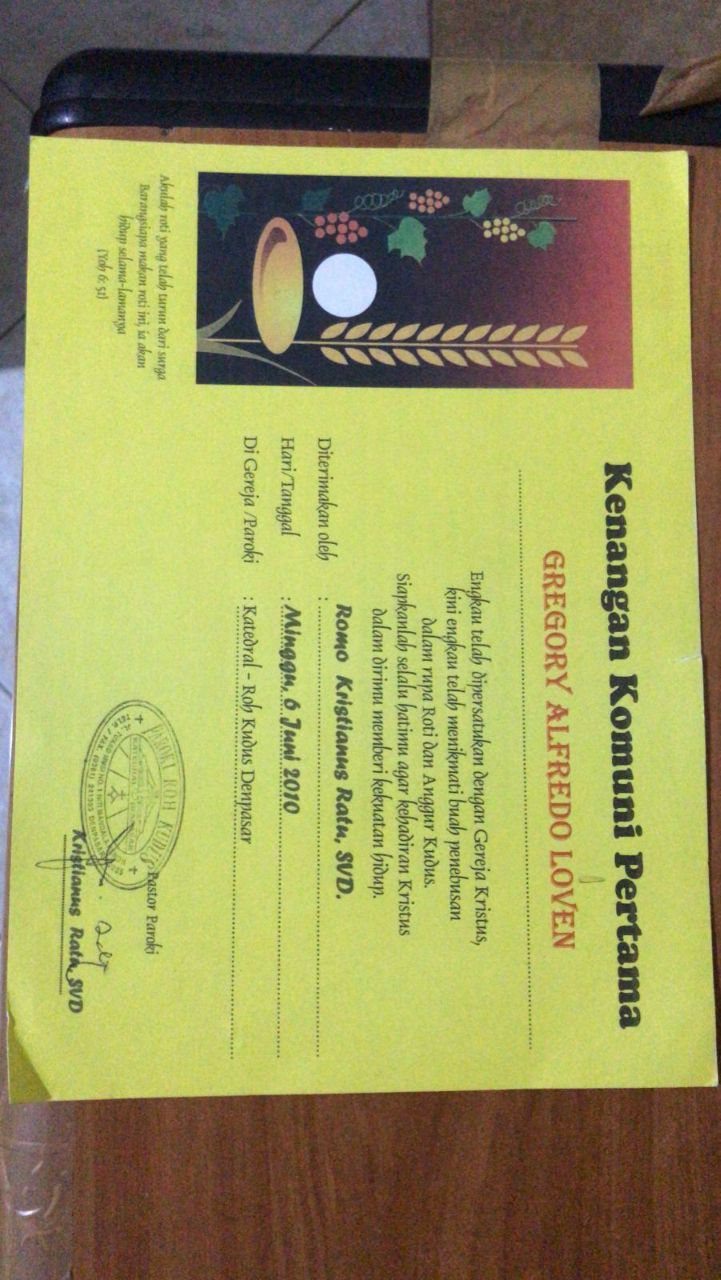 Kenangan Komuni Pertama
GREGORY ALFREDO LOVEN
Engkau telah dipersatukan dengan Gereja Kristus,
kini engkau telah menikmati buah penebusan
dalam rupa Roti dan Anggur Kudus.
Siapkanlah selalu hatimu agar kehadiran Kristus
dalam dirimu memberi kekuatan hidup.
Diterimakan oleh : Romo Kristianus Ratu, SVD.
Hari/Tanggal : Minggu, 6 Juni 2010
Di Gereja /Paroki : Katedral - Roh Kudus Denpasar
Akulah roti yang telah turun dari surga
Barangsiapa makan roti ini, ia akan
hidup selama-lamanya
(Yoh 6: 51)
Pastor Paroki
PAROKI ROH KUDUS
Kristianus Ratu, SVD